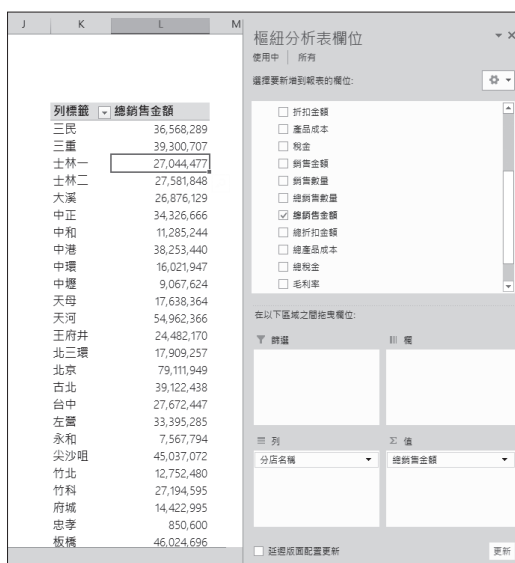 J K L M
列標籤 總銷售金額
三民 36,568,289
三重 39,300,707
士林一 27,044,477
士林二 27,581,848
大溪 26,876,129
中正 34,326,666
中和 11,285,244
中港 38,253,440
中環 16,021,947
中壢 9,067,624
天母 17,638,364
天河 54,962,366
王府井 24,482,170
北三環 17,909,257
北京 79,111,949
古北 39,122,438
台中 27,672,447
左營 33,395,285
永和 7,567,794
尖沙咀 45,037,072
竹北 12,752,480
竹科 27,194,595
府城 14,422,995
忠孝 850,600
板橋 46,024,696
樞紐分析表欄位
使用中 所有
選擇要新增到報表的欄位:
折扣金額
產品成本
稅金
銷售金額
銷售數量
總銷售數量
總銷售金額
總折扣金額
總產品成本
總稅金
毛利率
在以下區域之間拖曳欄位:
篩選 欄
列 Σ 值
分店名稱 總銷售金額
延遲版面配置更新 更新